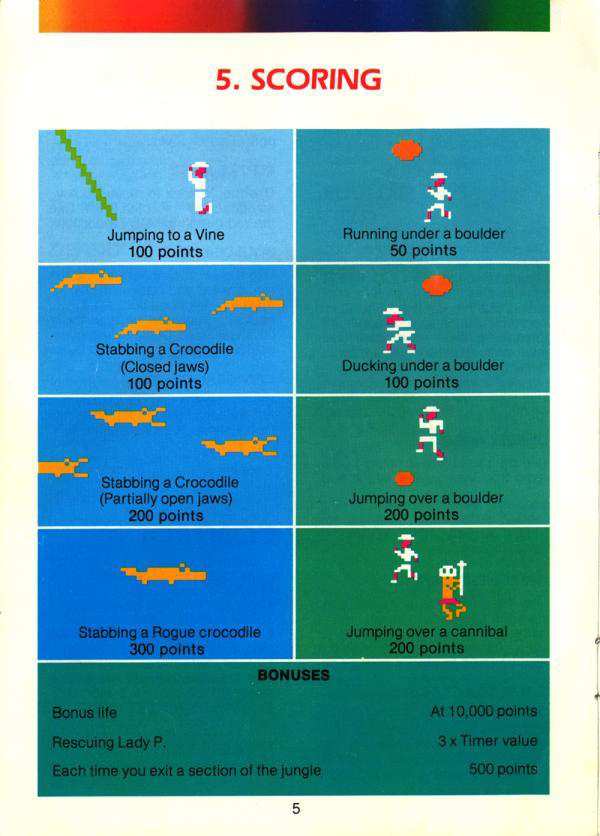 5. SCORING
Jumping to a Vine
100 points
Running under a boulder
50 points
Stabbing a Crocodile
(Closed jaws)
100 points
Ducking under a boulder
100 points
Stabbing a Crocodile
(Partially open jaws)
200 points
Jumping over a boulder
200 points
Stabbing a Rogue crocodile
300 points
Jumping over a cannibal
200 points
BONUSES
Bonus life At 10,000 points
Rescuing Lady P. 3 x Timer value
Each time you exit a section of the jungle 500 points
5